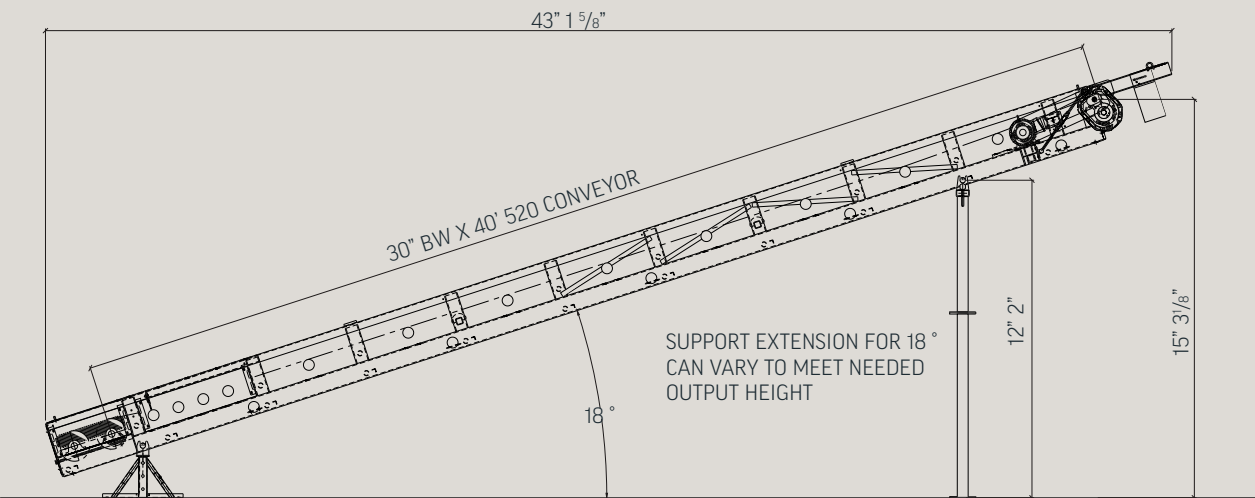 43” 1 5/8”
30” BW X 40’ 520 CONVEYOR
SUPPORT EXTENSION FOR 18 °
CAN VARY TO MEET NEEDED
OUTPUT HEIGHT
18 °
12” 2”
15” 3 1/8”